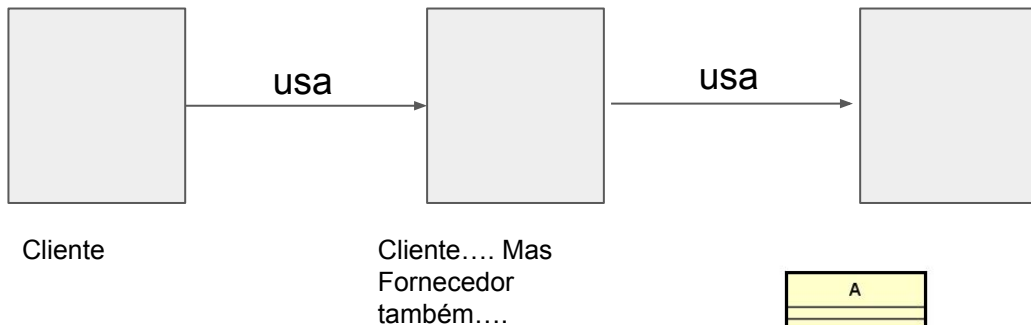 usa
usa
Cliente
Cliente…. Mas
Fornecedor
também….
A